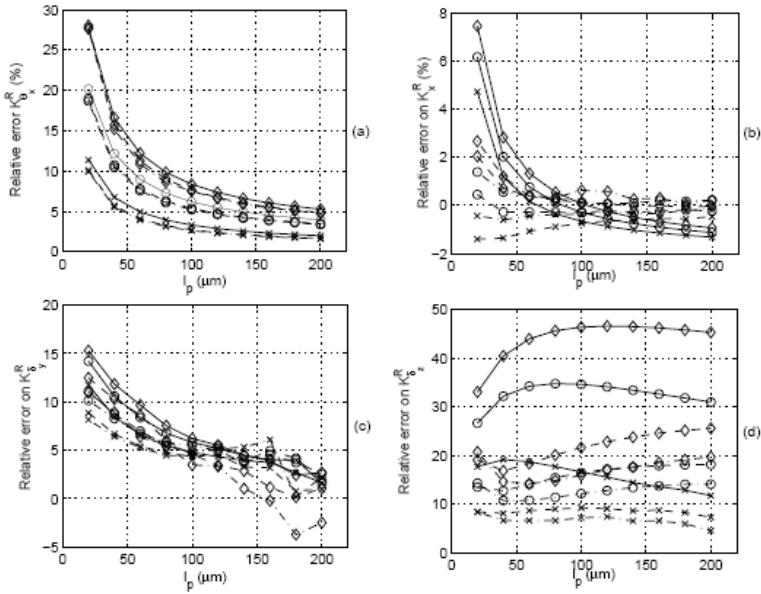 30
25
20
15
10
5
0
0 50 100 150 200
Relative error K^R_θx (%)
l_p (μm)
(a)
8
6
4
2
0
−2
0 50 100 150 200
Relative error on K^R_x (%)
l_p (μm)
(b)
20
15
10
5
0
−5
0 50 100 150 200
Relative error on K^R_δy
l_p (μm)
(c)
50
40
30
20
10
0
0 50 100 150 200
Relative error on K^R_δz
l_p (μm)
(d)